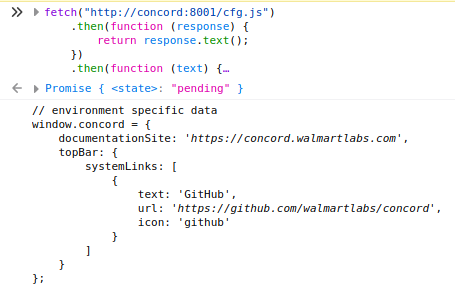 fetch("http://concord:8001/cfg.js")
.then(function (response) {
return response.text();
})
.then(function (text) {…
Promise { <state>: "pending" }
// environment specific data
window.concord = {
documentationSite: 'https://concord.walmartlabs.com',
topBar: {
systemLinks: [
{
text: 'GitHub',
url: 'https://github.com/walmartlabs/concord',
icon: 'github'
}
]
}
};